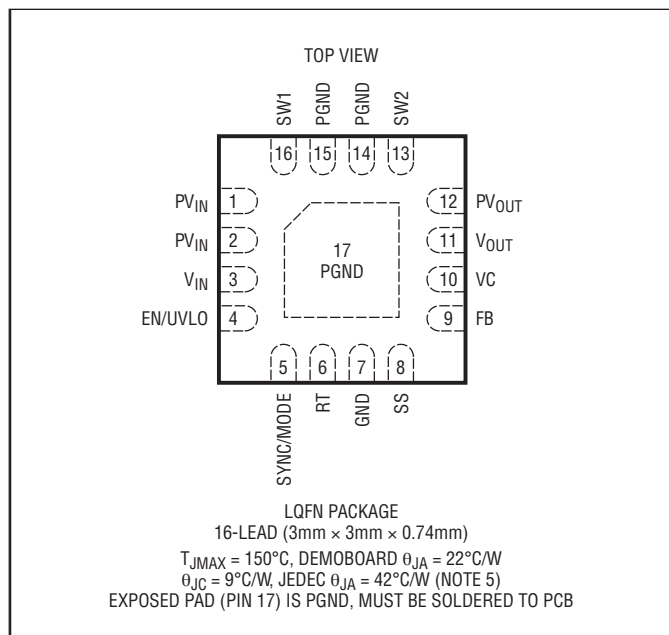 TOP VIEW
SW1 PGND PGND SW2
16 15 14 13
PVIN 1 12 PVOUT
PVIN 2 11 VOUT
17
PGND
VIN 3 10 VC
EN/UVLO 4 9 FB
5 6 7 8
SYNC/MODE RT GND SS
LQFN PACKAGE
16-LEAD (3mm × 3mm × 0.74mm)
TJMAX = 150°C, DEMOBOARD θJA = 22°C/W
θJC = 9°C/W, JEDEC θJA = 42°C/W (NOTE 5)
EXPOSED PAD (PIN 17) IS PGND, MUST BE SOLDERED TO PCB